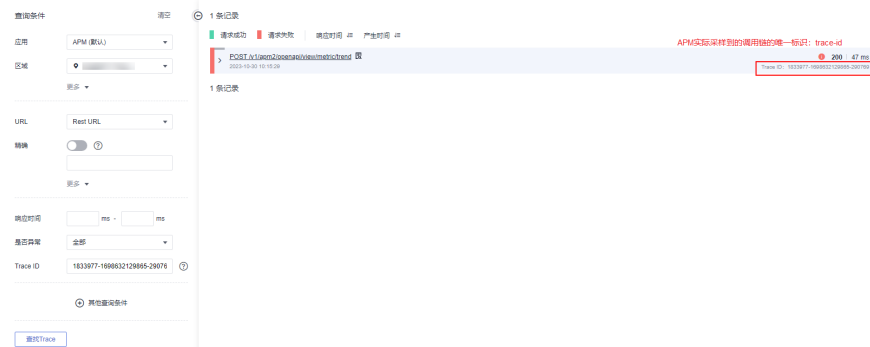 查询条件
清空
应用
APM (默认)
区域
更多
URL
Rest URL
精确
更多
响应时间
ms - ms
是否异常
全部
Trace ID
1833977-1698632129865-29076
其他查询条件
查找Trace
1 条记录
请求成功 请求失败 响应时间 产生时间
APM实际采样到的调用链的唯一标识：trace-id
POST /v1/apm2/openapi/view/metric/trend
200 47 ms
2023-10-30 10:15:29
Trace ID: 1833977-1698632129865-290769
1 条记录